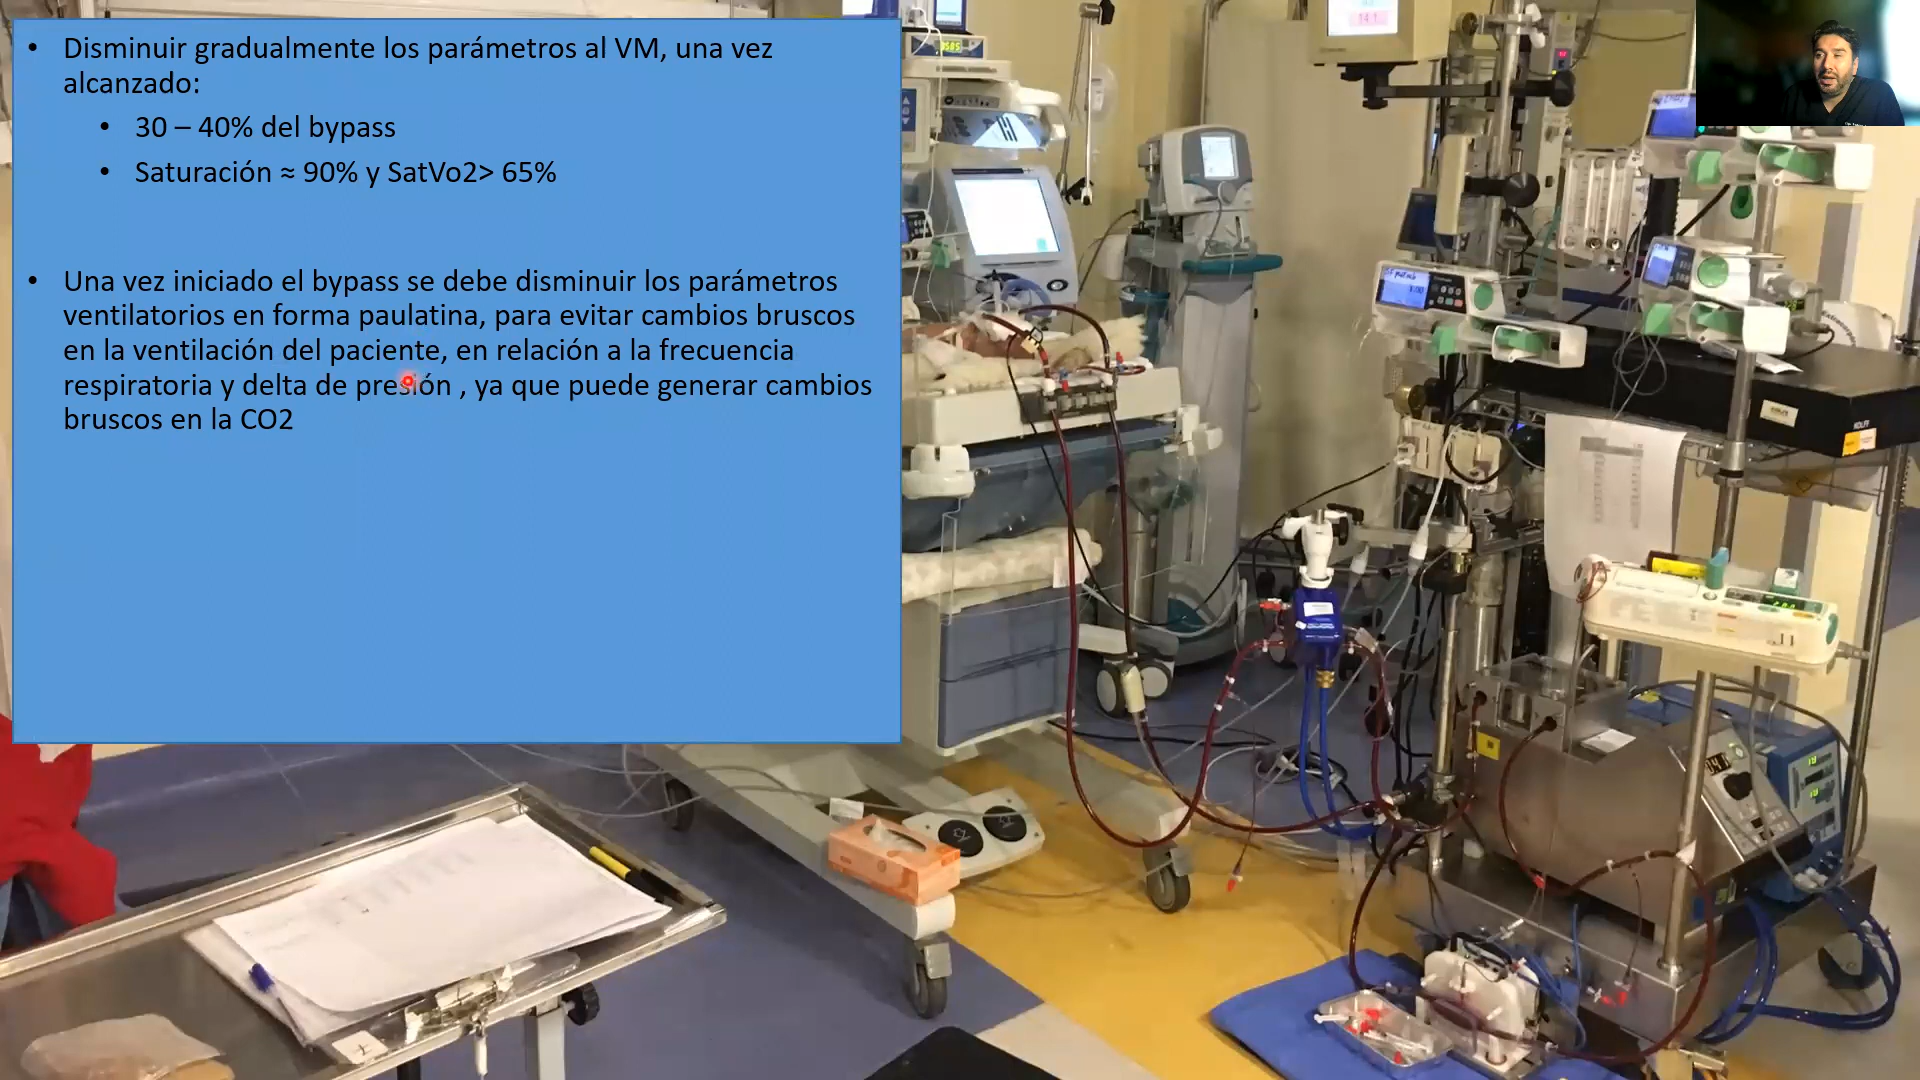 • Disminuir gradualmente los parámetros al VM, una vez
alcanzado:
• 30 – 40% del bypass
• Saturación ≈ 90% y SatVo2> 65%
• Una vez iniciado el bypass se debe disminuir los parámetros
ventilatorios en forma paulatina, para evitar cambios bruscos
en la ventilación del paciente, en relación a la frecuencia
respiratoria y delta de presión , ya que puede generar cambios
bruscos en la CO2